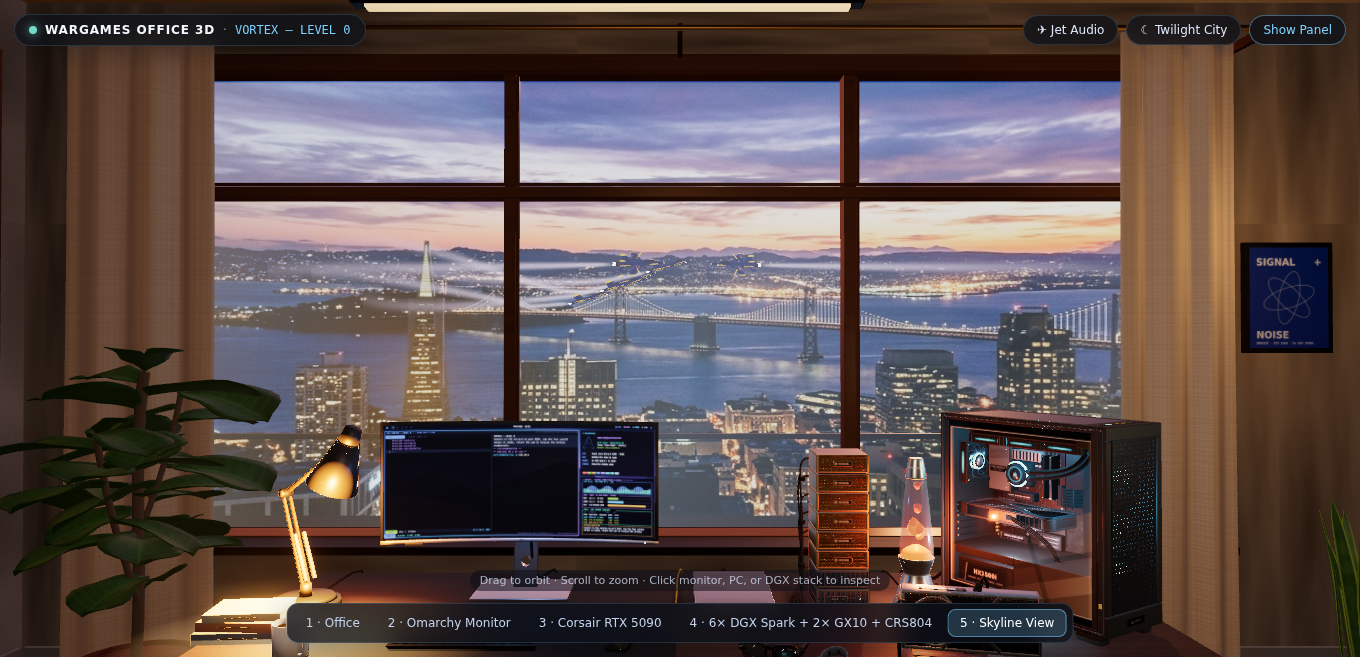 WARGAMES OFFICE 3D · VORTEX — LEVEL 0
✈ Jet Audio
☾ Twilight City
Show Panel
SIGNAL +
NOISE
Drag to orbit · Scroll to zoom · Click monitor, PC, or DGX stack to inspect
1 · Office
2 · Omarchy Monitor
3 · Corsair RTX 5090
4 · 6× DGX Spark + 2× GX10 + CRS804
5 · Skyline View